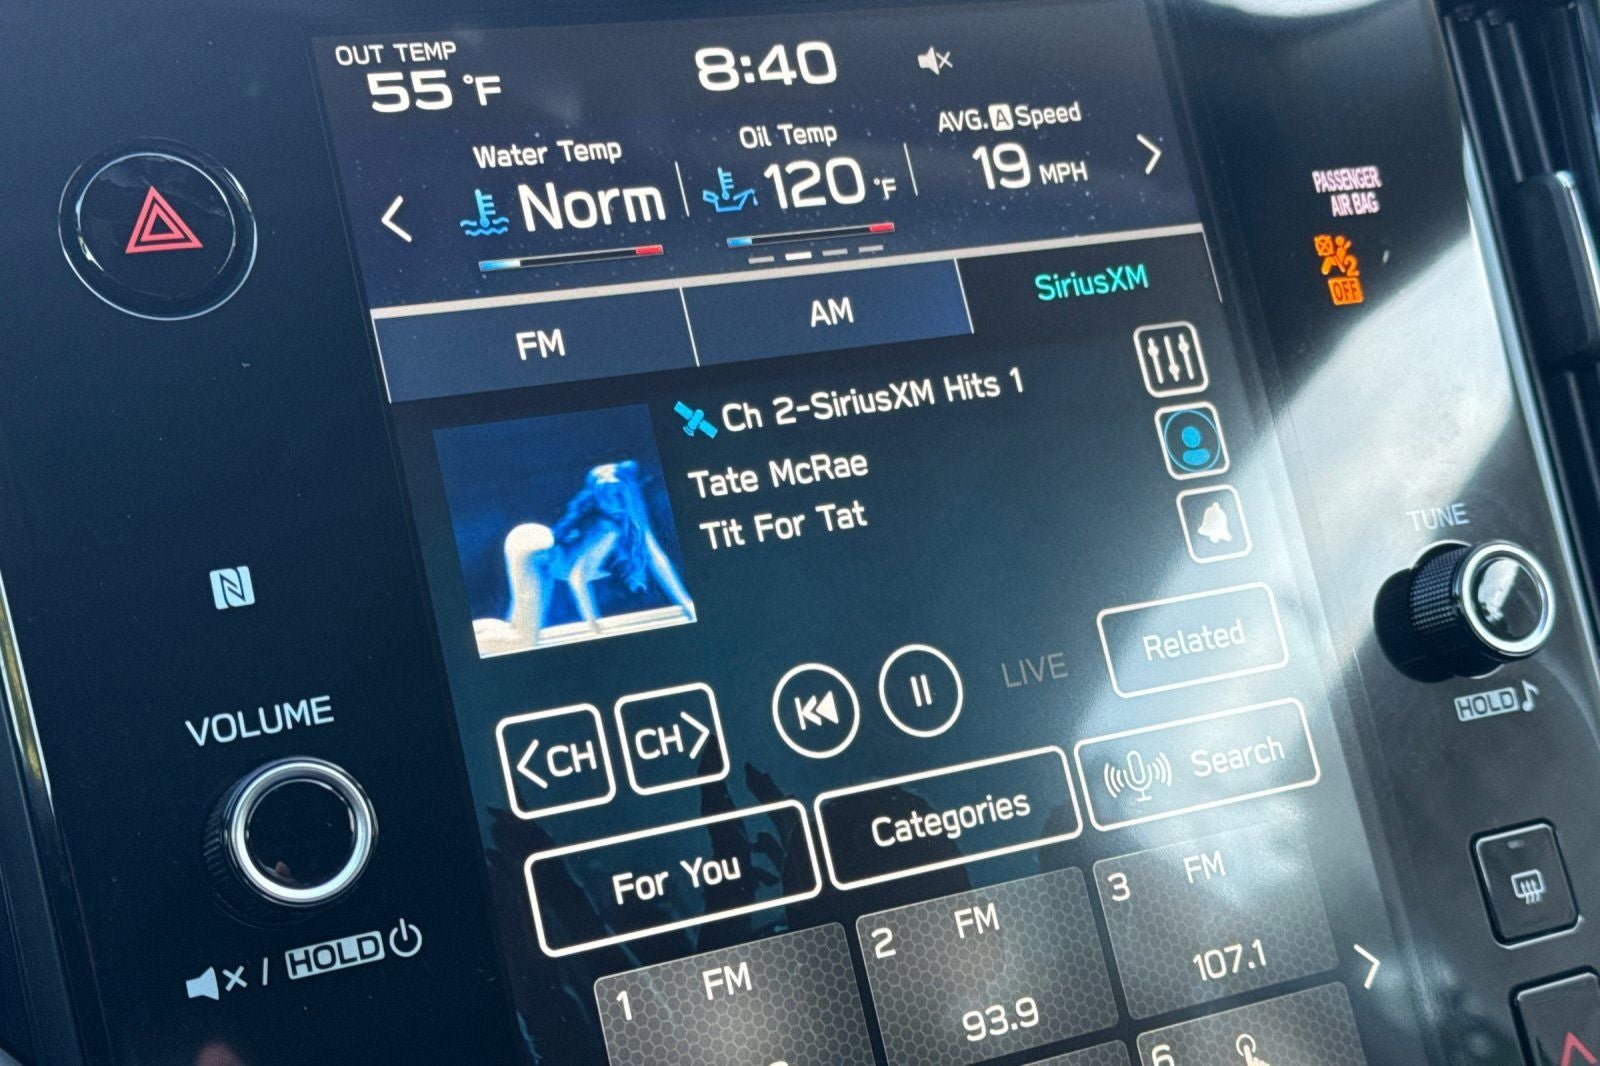 OUT TEMP
55 °F
8:40
Water Temp
Norm
Oil Temp
120 °F
AVG. A Speed
19 MPH
PASSENGER
AIR BAG
2
OFF
FM
AM
SiriusXM
Ch 2-SiriusXM Hits 1
Tate McRae
Tit For Tat
TUNE
HOLD
LIVE
Related
<CH
CH>
VOLUME
For You
Categories
Search
/ HOLD
1 FM
2 FM
93.9
3 FM
107.1
6